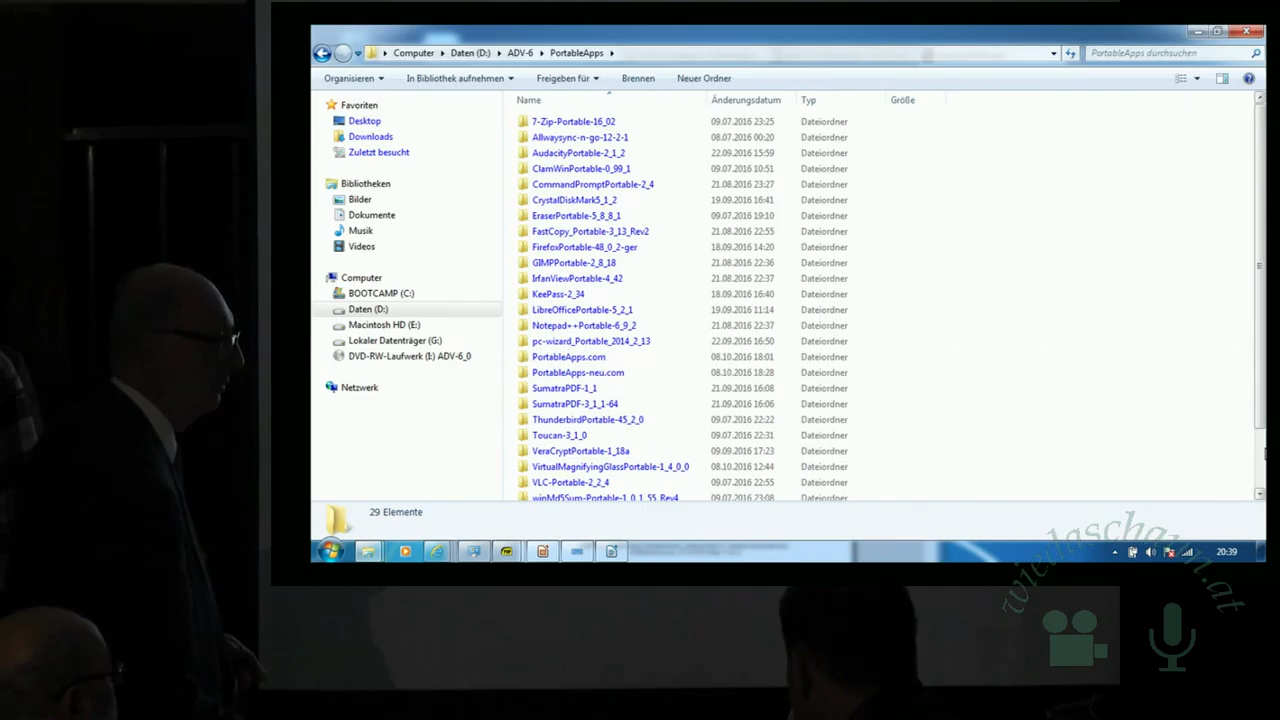 Computer Daten (D:) ADV-6 PortableApps
PortableApps durchsuchen
Organisieren In Bibliothek aufnehmen Freigeben für Brennen Neuer Ordner
Favoriten
Desktop
Downloads
Zuletzt besucht
Bibliotheken
Bilder
Dokumente
Musik
Videos
Computer
BOOTCAMP (C:)
Daten (D:)
Macintosh HD (E:)
Lokaler Datenträger (G:)
DVD-RW-Laufwerk (I:) ADV-6_0
Netzwerk
Name Änderungsdatum Typ Größe
7-Zip-Portable-16_02 09.07.2016 23:25 Dateiordner
Allwaysync-n-go-12-2-1 08.07.2016 00:20 Dateiordner
AudacityPortable-2_1_2 22.09.2016 15:59 Dateiordner
ClamWinPortable-0_99_1 09.07.2016 10:51 Dateiordner
CommandPromptPortable-2_4 21.08.2016 23:27 Dateiordner
CrystalDiskMark5_1_2 19.09.2016 16:41 Dateiordner
EraserPortable-5_8_8_1 09.07.2016 19:10 Dateiordner
FastCopy_Portable-3_13_Rev2 21.08.2016 22:55 Dateiordner
FirefoxPortable-48_0_2-ger 18.09.2016 14:20 Dateiordner
GIMPPortable-2_8_18 21.08.2016 22:36 Dateiordner
IrfanViewPortable-4_42 21.08.2016 22:37 Dateiordner
KeePass-2_34 18.09.2016 16:40 Dateiordner
LibreOfficePortable-5_2_1 19.09.2016 11:14 Dateiordner
Notepad++Portable-6_9_2 21.08.2016 22:37 Dateiordner
pc-wizard_Portable_2014_2_13 22.09.2016 16:50 Dateiordner
PortableApps.com 08.10.2016 18:01 Dateiordner
PortableApps-neu.com 08.10.2016 18:28 Dateiordner
SumatraPDF-1_1 21.09.2016 16:08 Dateiordner
SumatraPDF-3_1_1-64 21.09.2016 16:06 Dateiordner
ThunderbirdPortable-45_2_0 09.07.2016 22:22 Dateiordner
Toucan-3_1_0 09.07.2016 22:31 Dateiordner
VeraCryptPortable-1_18a 09.09.2016 17:23 Dateiordner
VirtualMagnifyingGlassPortable-1_4_0_0 08.10.2016 12:44 Dateiordner
VLC-Portable-2_2_4 09.07.2016 22:55 Dateiordner
winMd5Sum-Portable-1_0_1_55_Rev4 09.07.2016 23:08 Dateiordner
29 Elemente
20:39
wiedaschaun.at